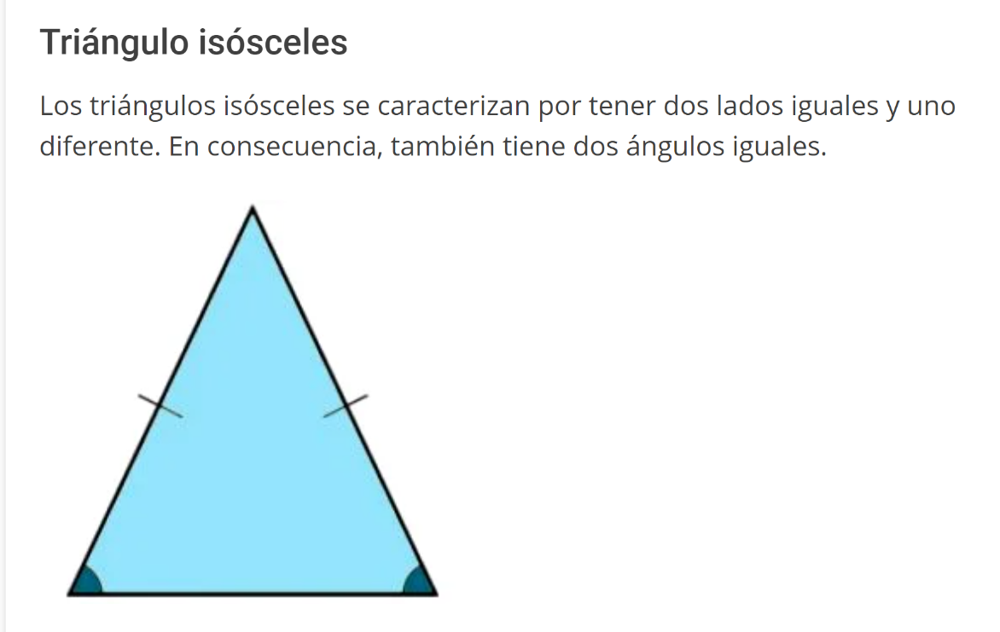 Triángulo isósceles
Los triángulos isósceles se caracterizan por tener dos lados iguales y uno
diferente. En consecuencia, también tiene dos ángulos iguales.